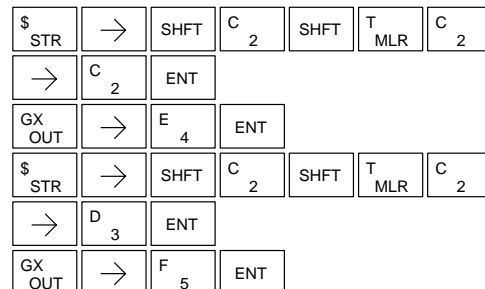 $ STR → SHFT C 2 SHFT T MLR C 2
→ C 2 ENT
GX OUT → E 4 ENT
$ STR → SHFT C 2 SHFT T MLR C 2
→ D 3 ENT
GX OUT → F 5 ENT